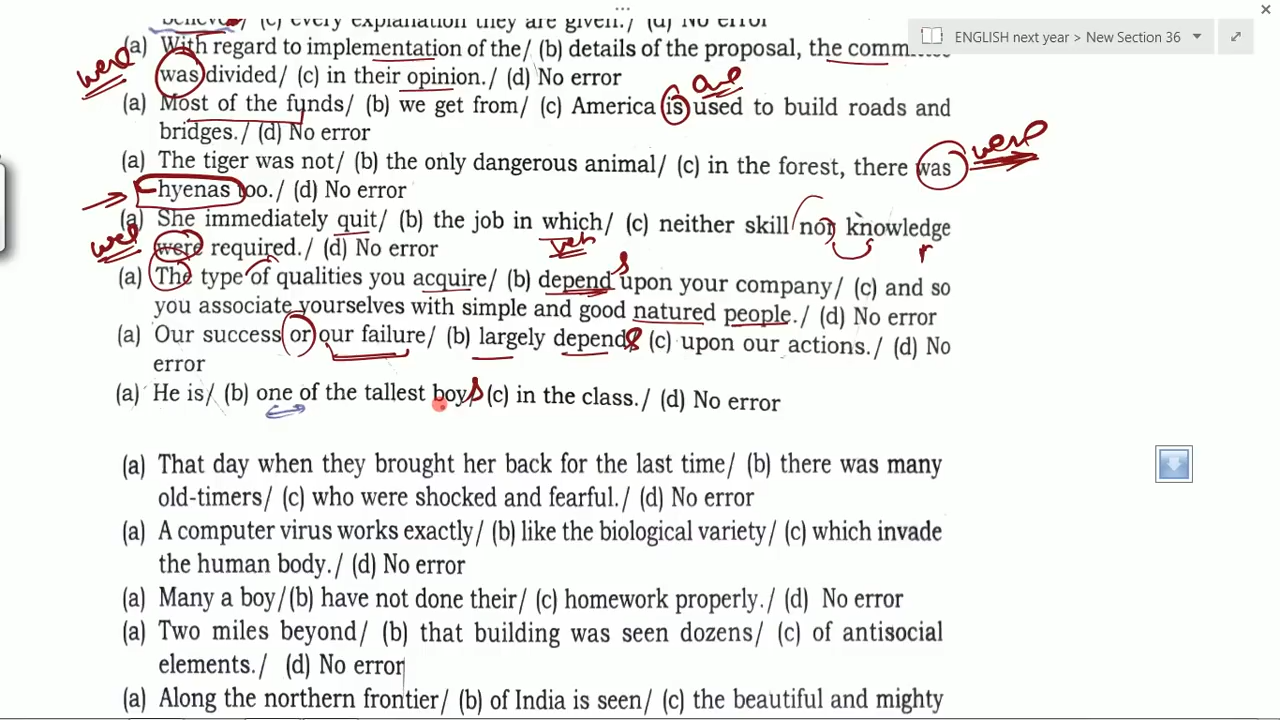 believe/ (c) every explanation they are given./ (d) No error
ENGLISH next year > New Section 36
were (a) With regard to implementation of the/ (b) details of the proposal, the
was divided/ (c) in their opinion./ (d) No error
are
(a) Most of the funds/ (b) we get from/ (c) America is used to build roads and
bridges./ (d) No error
were
(a) The tiger was not/ (b) the only dangerous animal/ (c) in the forest, there was
hyenas too./ (d) No error
(a) She immediately quit/ (b) the job in which/ (c) neither skill nor knowledge
were required./ (d) No error
(a) The type of qualities you acquire/ (b) depends upon your company/ (c) and so
you associate yourselves with simple and good natured people./ (d) No error
(a) Our success or our failure/ (b) largely depends (c) upon our actions./ (d) No
error
(a) He is/ (b) one of the tallest boys (c) in the class./ (d) No error
(a) That day when they brought her back for the last time/ (b) there was many
old-timers/ (c) who were shocked and fearful./ (d) No error
(a) A computer virus works exactly/ (b) like the biological variety/ (c) which invade
the human body./ (d) No error
(a) Many a boy/(b) have not done their/ (c) homework properly./ (d) No error
(a) Two miles beyond/ (b) that building was seen dozens/ (c) of antisocial
elements./ (d) No error
(a) Along the northern frontier/ (b) of India is seen/ (c) the beautiful and mighty